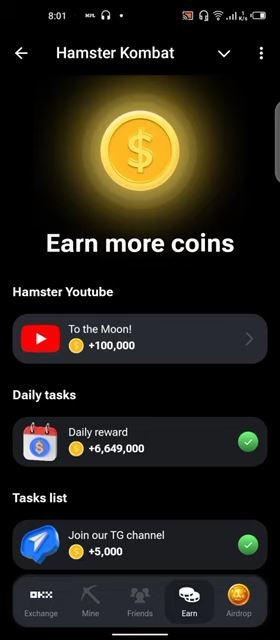 8:01
Hamster Kombat
Earn more coins
Hamster Youtube
To the Moon!
+100,000
Daily tasks
Daily reward
+6,649,000
Tasks list
Join our TG channel
+5,000
OKX
Exchange
Mine
Friends
Earn
Airdrop